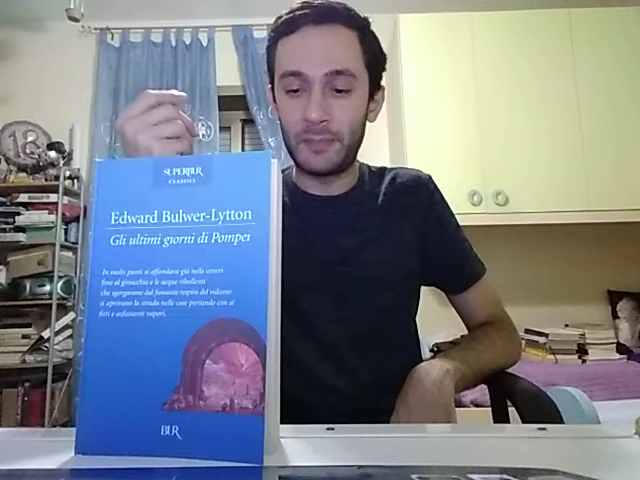 18
SUPERBUR
CLASSICI
Edward Bulwer-Lytton
Gli ultimi giorni di Pompei
In molti punti si affondava già nelle ceneri
fino al ginocchio e le acque ribollenti
che sgorgavano dal fumante respiro del vulcano
si aprivano la strada nelle case portando con sé
fitti e asfissianti vapori.
BUR